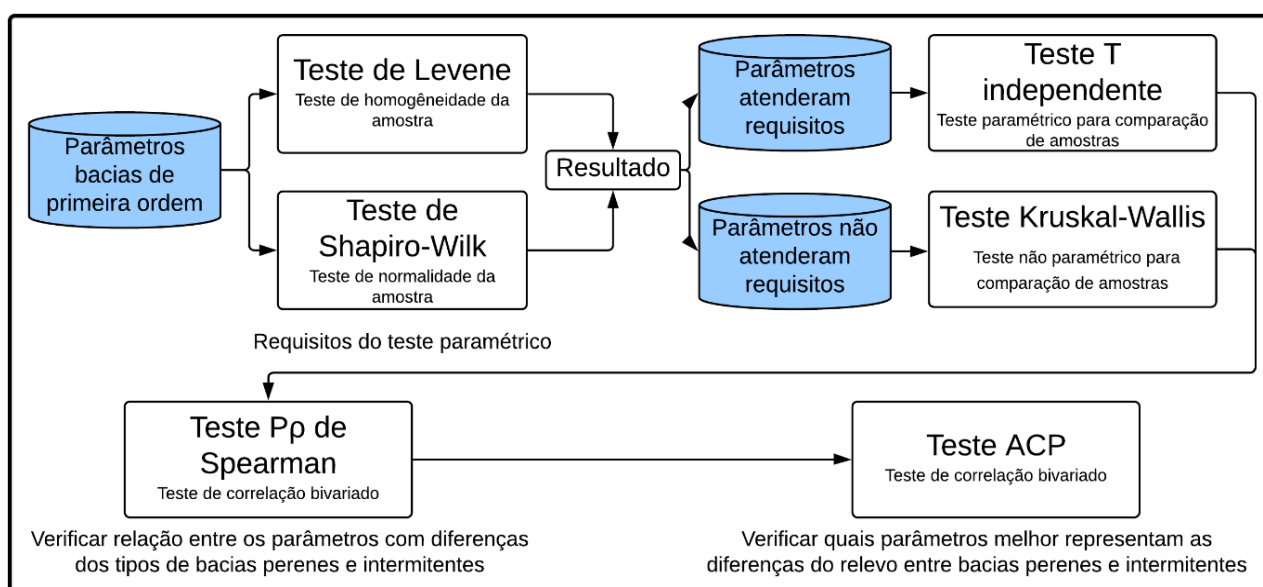 Parâmetros
bacias de
primeira ordem
Teste de Levene
Teste de homogêneidade da
amostra
Teste de
Shapiro-Wilk
Teste de normalidade da
amostra
Requisitos do teste paramétrico
Resultado
Parâmetros
atenderam
requisitos
Parâmetros não
atenderam
requisitos
Teste T
independente
Teste paramétrico para comparação
de amostras
Teste Kruskal-Wallis
Teste não paramétrico para
comparação de amostras
Teste Pρ de
Spearman
Teste de correlação bivariado
Verificar relação entre os parâmetros com diferenças
dos tipos de bacias perenes e intermitentes
Teste ACP
Teste de correlação bivariado
Verificar quais parâmetros melhor representam as
diferenças do relevo entre bacias perenes e intermitentes